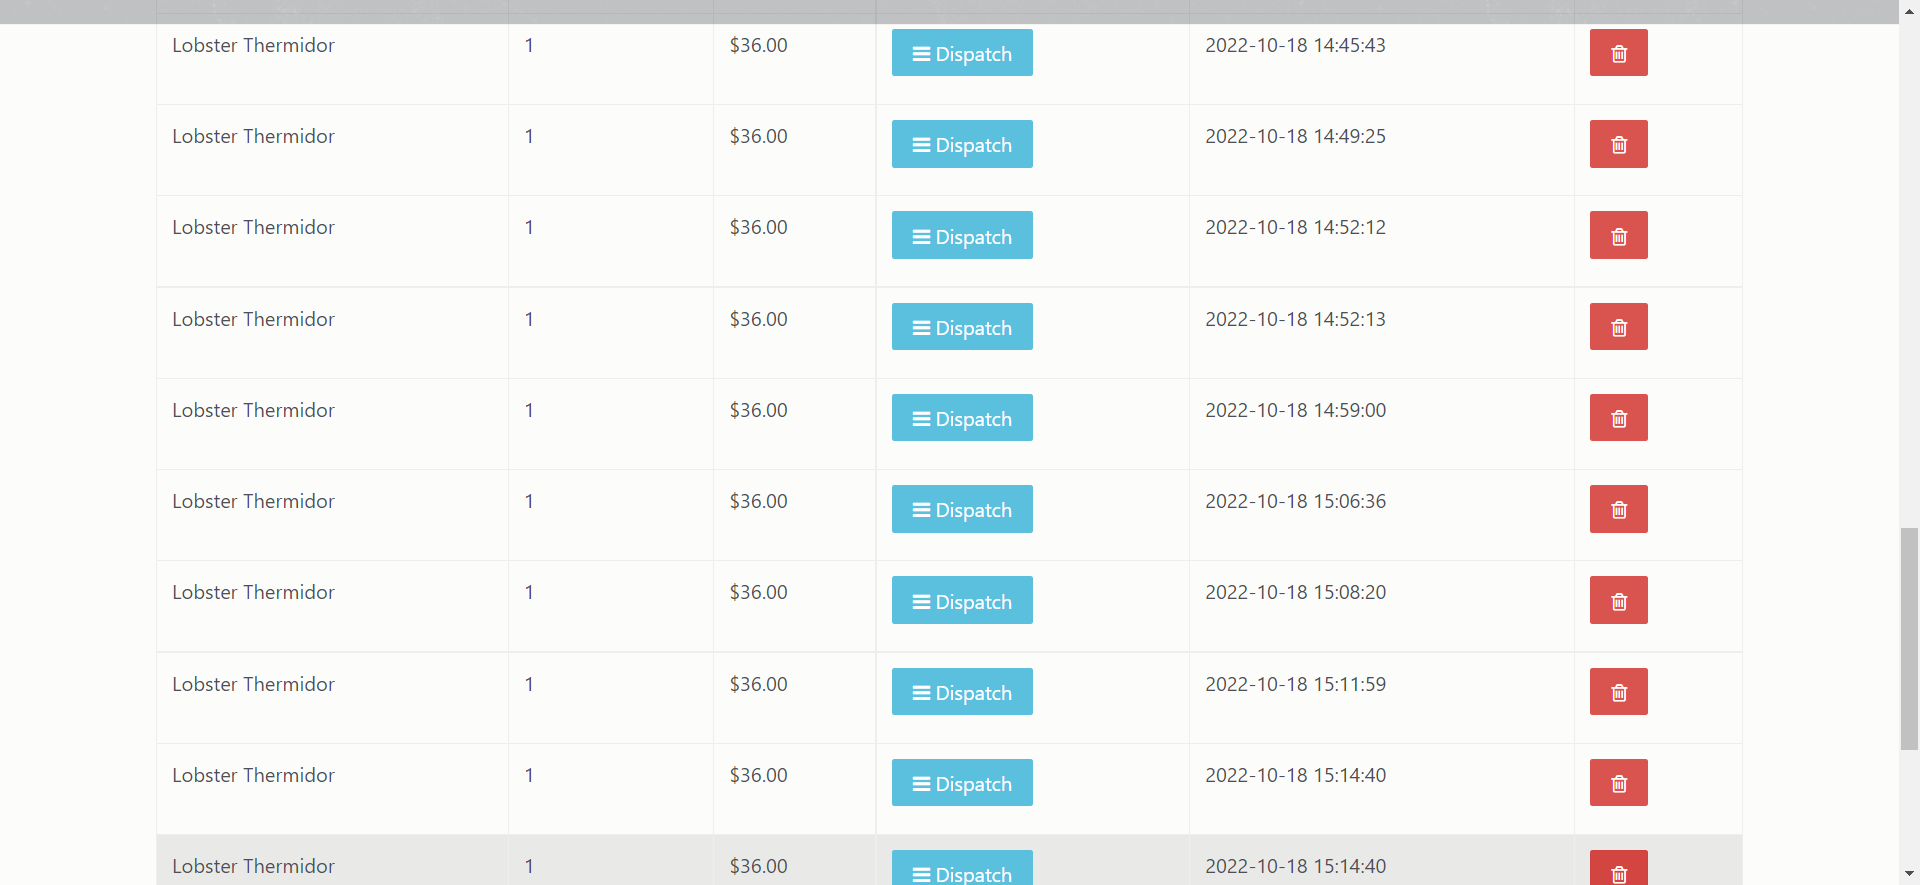 Lobster Thermidor 1 $36.00 Dispatch 2022-10-18 14:45:43
Lobster Thermidor 1 $36.00 Dispatch 2022-10-18 14:49:25
Lobster Thermidor 1 $36.00 Dispatch 2022-10-18 14:52:12
Lobster Thermidor 1 $36.00 Dispatch 2022-10-18 14:52:13
Lobster Thermidor 1 $36.00 Dispatch 2022-10-18 14:59:00
Lobster Thermidor 1 $36.00 Dispatch 2022-10-18 15:06:36
Lobster Thermidor 1 $36.00 Dispatch 2022-10-18 15:08:20
Lobster Thermidor 1 $36.00 Dispatch 2022-10-18 15:11:59
Lobster Thermidor 1 $36.00 Dispatch 2022-10-18 15:14:40
Lobster Thermidor 1 $36.00 Dispatch 2022-10-18 15:14:40